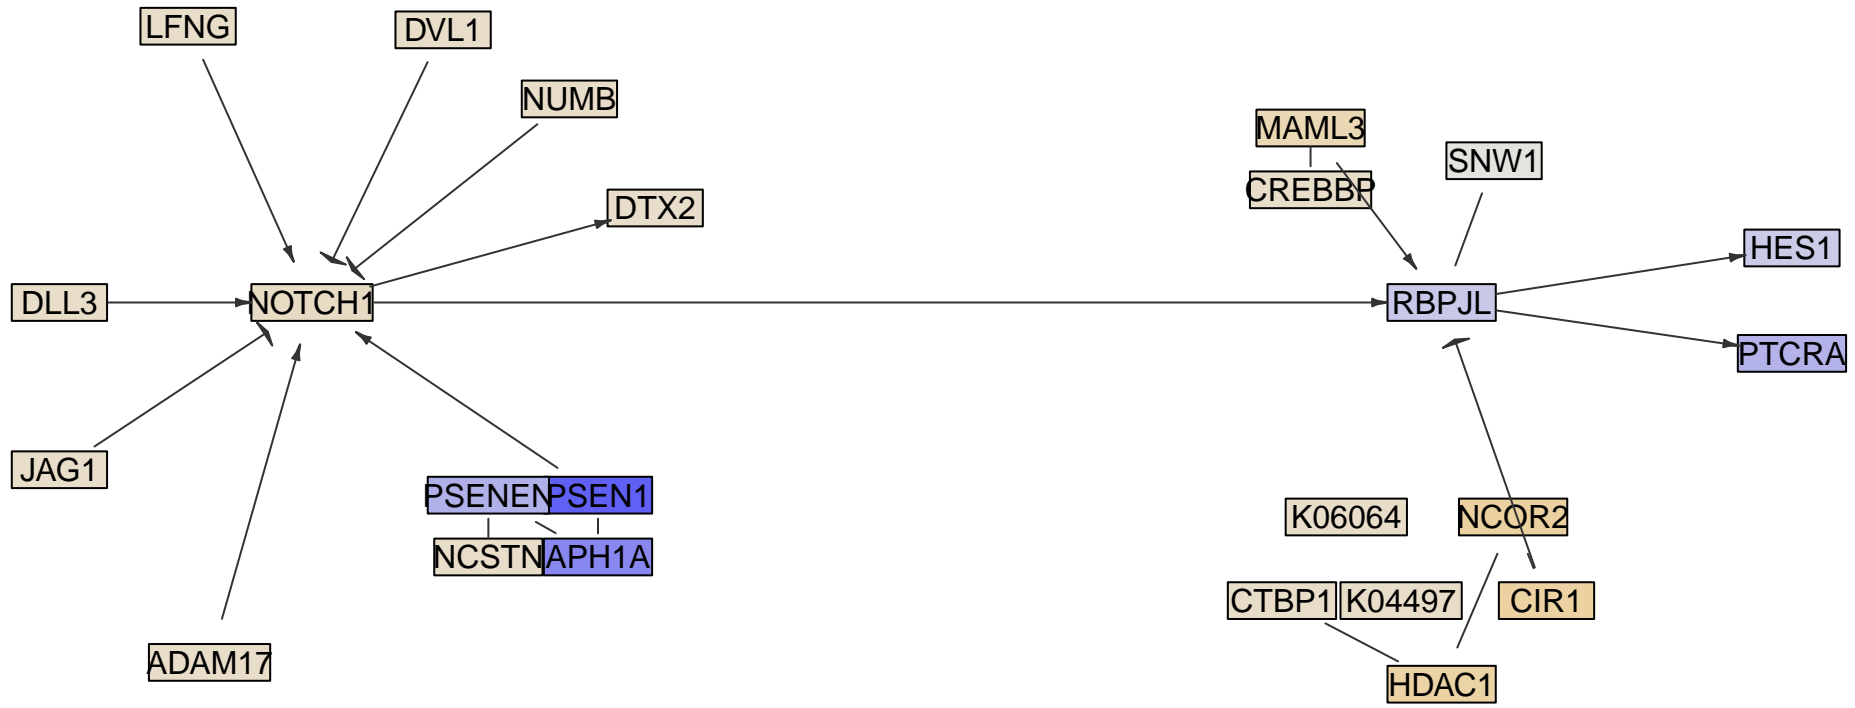 LFNG
DVL1
NUMB
MAML3
SNW1
CREBBP
DTX2
HES1
DLL3
NOTCH1
RBPJL
PTCRA
JAG1
PSENEN
PSEN1
K06064
NCOR2
NCSTN
APH1A
CTBP1
K04497
CIR1
ADAM17
HDAC1